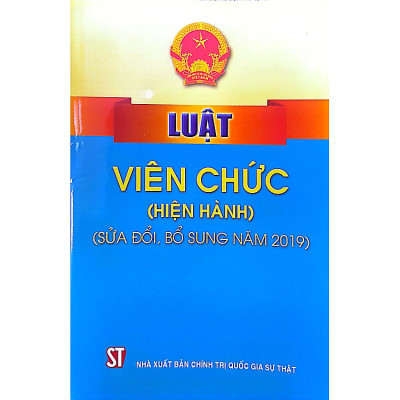 LUẬT
VIÊN CHỨC
(HIỆN HÀNH)
(SỬA ĐỔI, BỔ SUNG NĂM 2019)
ST
NHÀ XUẤT BẢN CHÍNH TRỊ QUỐC GIA SỰ THẬT